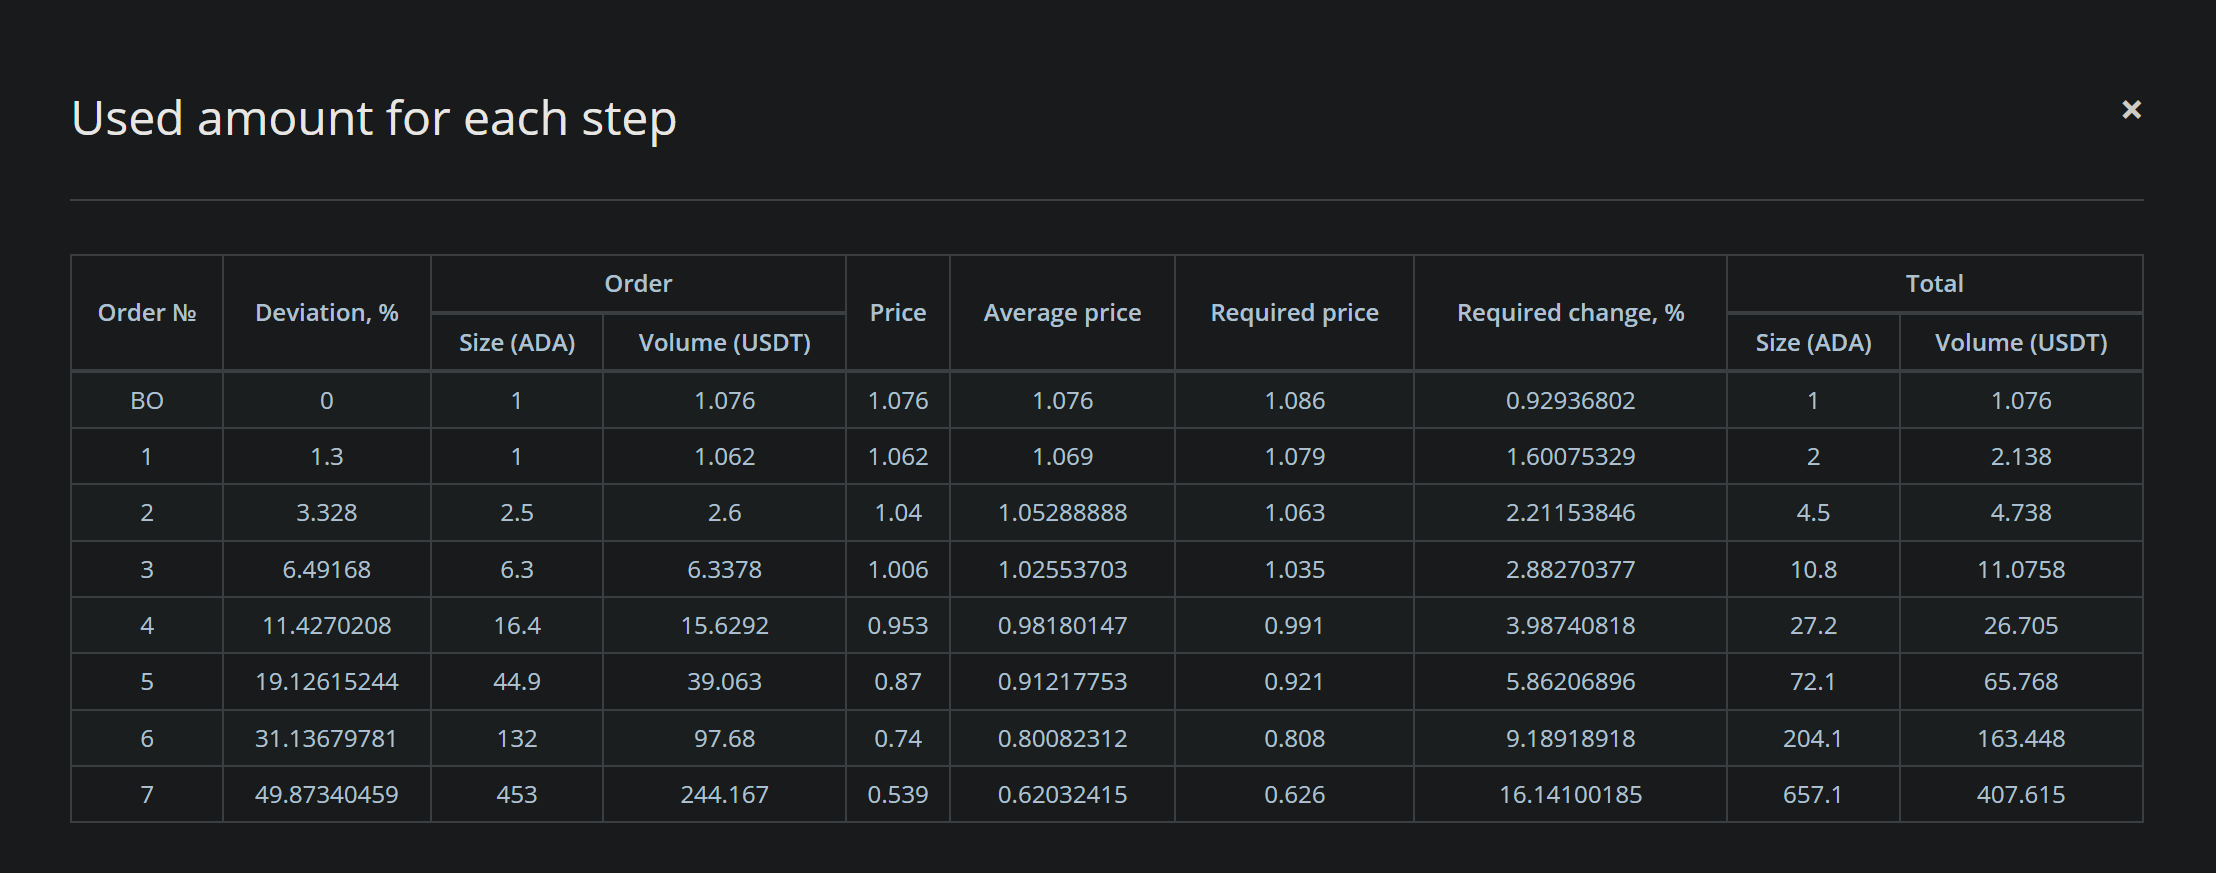 Used amount for each step
×
Order № Deviation, % Order Price Average price Required price Required change, % Total
Size (ADA) Volume (USDT) Size (ADA) Volume (USDT)
BO 0 1 1.076 1.076 1.076 1.086 0.92936802 1 1.076
1 1.3 1 1.062 1.062 1.069 1.079 1.60075329 2 2.138
2 3.328 2.5 2.6 1.04 1.05288888 1.063 2.21153846 4.5 4.738
3 6.49168 6.3 6.3378 1.006 1.02553703 1.035 2.88270377 10.8 11.0758
4 11.4270208 16.4 15.6292 0.953 0.98180147 0.991 3.98740818 27.2 26.705
5 19.12615244 44.9 39.063 0.87 0.91217753 0.921 5.86206896 72.1 65.768
6 31.13679781 132 97.68 0.74 0.80082312 0.808 9.18918918 204.1 163.448
7 49.87340459 453 244.167 0.539 0.62032415 0.626 16.14100185 657.1 407.615